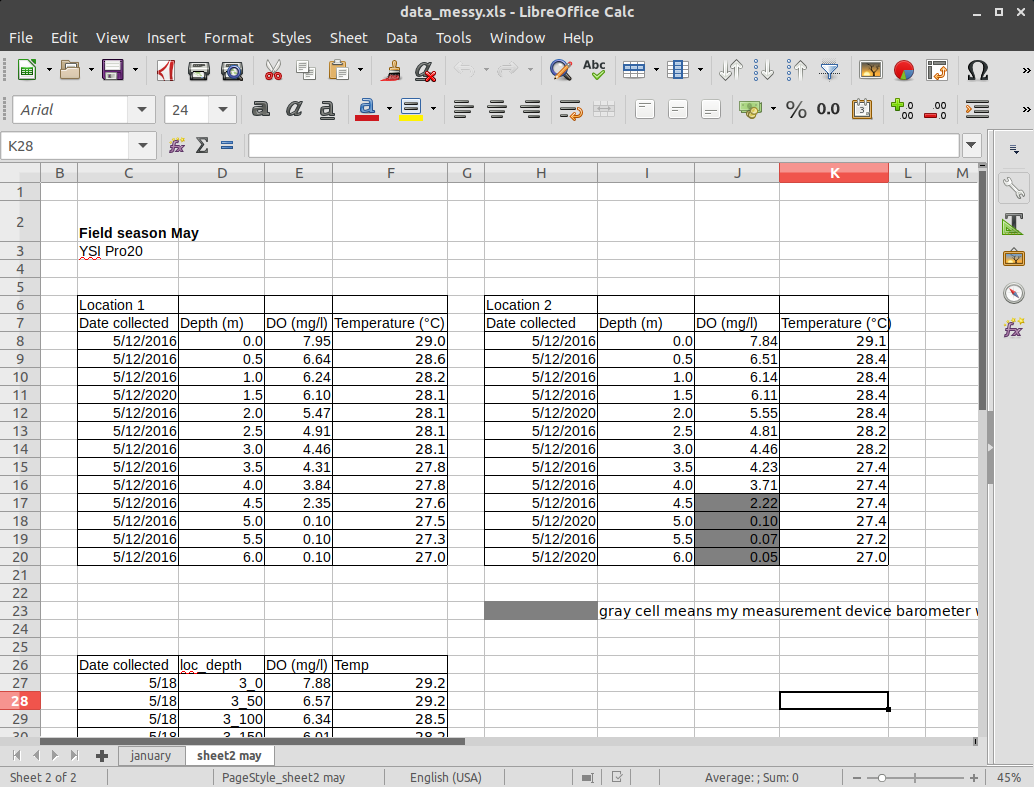 data_messy.xls - LibreOffice Calc
File Edit View Insert Format Styles Sheet Data Tools Window Help
Abc
Arial 24 a a a a % 0.0
K28
B C D E F G H I J K L M
1
2 Field season May
3 YSI Pro20
4
5
6 Location 1 Location 2
7 Date collected Depth (m) DO (mg/l) Temperature (°C) Date collected Depth (m) DO (mg/l) Temperature (°C)
8 5/12/2016 0.0 7.95 29.0 5/12/2016 0.0 7.84 29.1
9 5/12/2016 0.5 6.64 28.6 5/12/2016 0.5 6.51 28.4
10 5/12/2016 1.0 6.24 28.2 5/12/2016 1.0 6.14 28.4
11 5/12/2020 1.5 6.10 28.1 5/12/2016 1.5 6.11 28.4
12 5/12/2016 2.0 5.47 28.1 5/12/2020 2.0 5.55 28.4
13 5/12/2016 2.5 4.91 28.1 5/12/2016 2.5 4.81 28.2
14 5/12/2016 3.0 4.46 28.1 5/12/2016 3.0 4.46 28.2
15 5/12/2016 3.5 4.31 27.8 5/12/2016 3.5 4.23 27.4
16 5/12/2016 4.0 3.84 27.8 5/12/2016 4.0 3.71 27.4
17 5/12/2016 4.5 2.35 27.6 5/12/2016 4.5 2.22 27.4
18 5/12/2016 5.0 0.10 27.5 5/12/2020 5.0 0.10 27.4
19 5/12/2016 5.5 0.10 27.3 5/12/2016 5.5 0.07 27.2
20 5/12/2016 6.0 0.10 27.0 5/12/2020 6.0 0.05 27.0
21
22
23 gray cell means my measurement device barometer
24
25
26 Date collected loc_depth DO (mg/l) Temp
27 5/18 3_0 7.88 29.2
28 5/18 3_50 6.57 29.2
29 5/18 3_100 6.34 28.5
30 5/18 3_150 6.01 28.2
january sheet2 may
Sheet 2 of 2 PageStyle_sheet2 may English (USA) Average: ; Sum: 0 45%